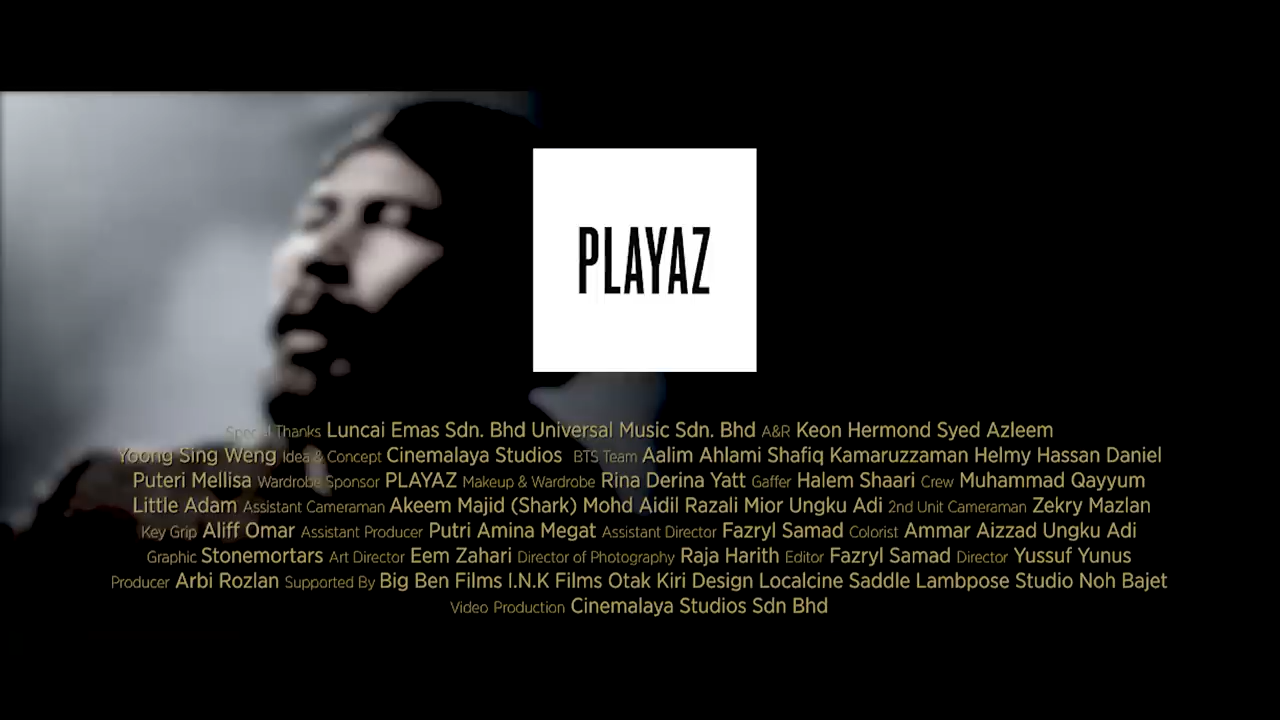 PLAYAZ
Special Thanks Luncai Emas Sdn. Bhd Universal Music Sdn. Bhd A&R Keon Hermond Syed Azleem
Yoong Sing Weng Idea & Concept Cinemalaya Studios BTS Team Aalim Ahlami Shafiq Kamaruzzaman Helmy Hassan Daniel
Puteri Mellisa Wardrobe Sponsor PLAYAZ Makeup & Wardrobe Rina Derina Yatt Gaffer Halem Shaari Crew Muhammad Qayyum
Little Adam Assistant Cameraman Akeem Majid (Shark) Mohd Aidil Razali Mior Ungku Adi 2nd Unit Cameraman Zekry Mazlan
Key Grip Aliff Omar Assistant Producer Putri Amina Megat Assistant Director Fazryl Samad Colorist Ammar Aizzad Ungku Adi
Graphic Stonemortars Art Director Eem Zahari Director of Photography Raja Harith Editor Fazryl Samad Director Yussuf Yunus
Producer Arbi Rozlan Supported By Big Ben Films I.N.K Films Otak Kiri Design Localcine Saddle Lambpose Studio Noh Bajet
Video Production Cinemalaya Studios Sdn Bhd